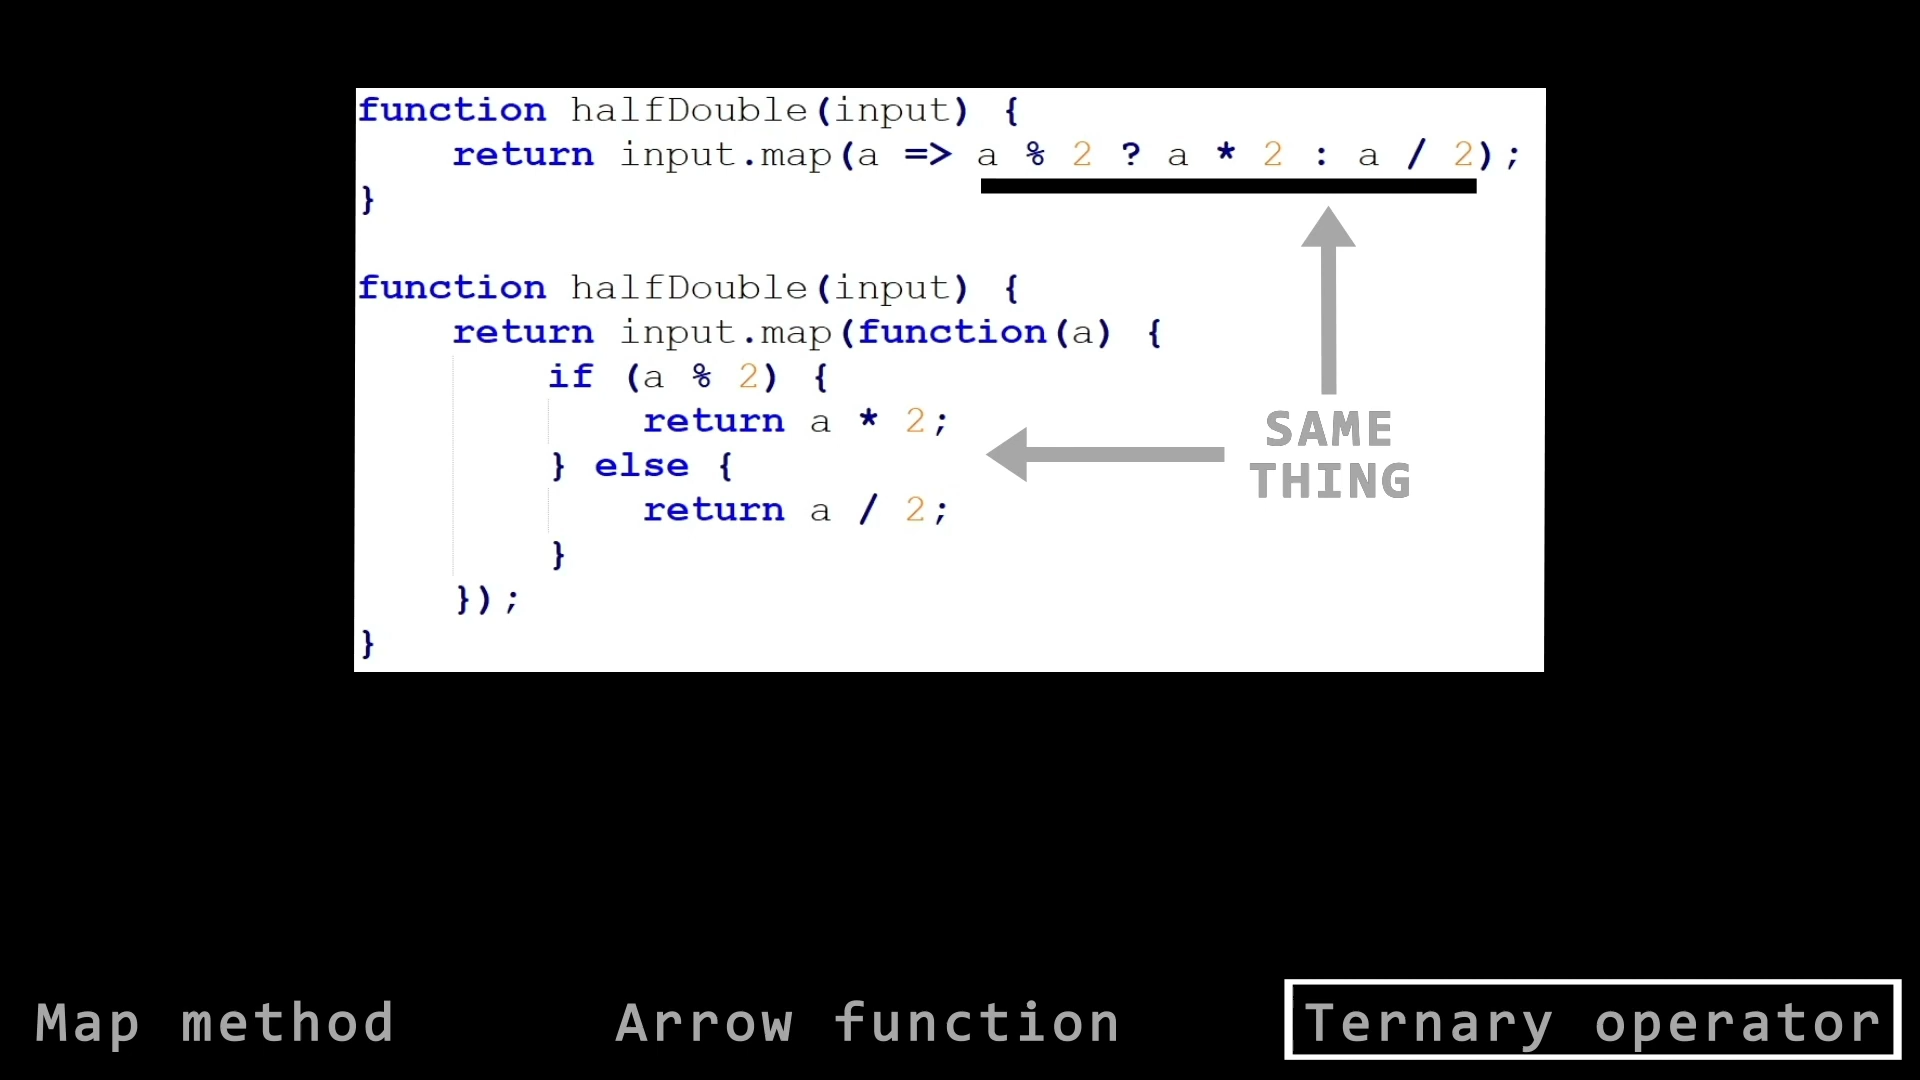 function halfDouble(input) {
    return input.map(a => a % 2 ? a * 2 : a / 2);
}
function halfDouble(input) {
    return input.map(function(a) {
        if (a % 2) {
            return a * 2;
        } else {
            return a / 2;
        }
    });
}
SAME
THING
Map method
Arrow function
Ternary operator